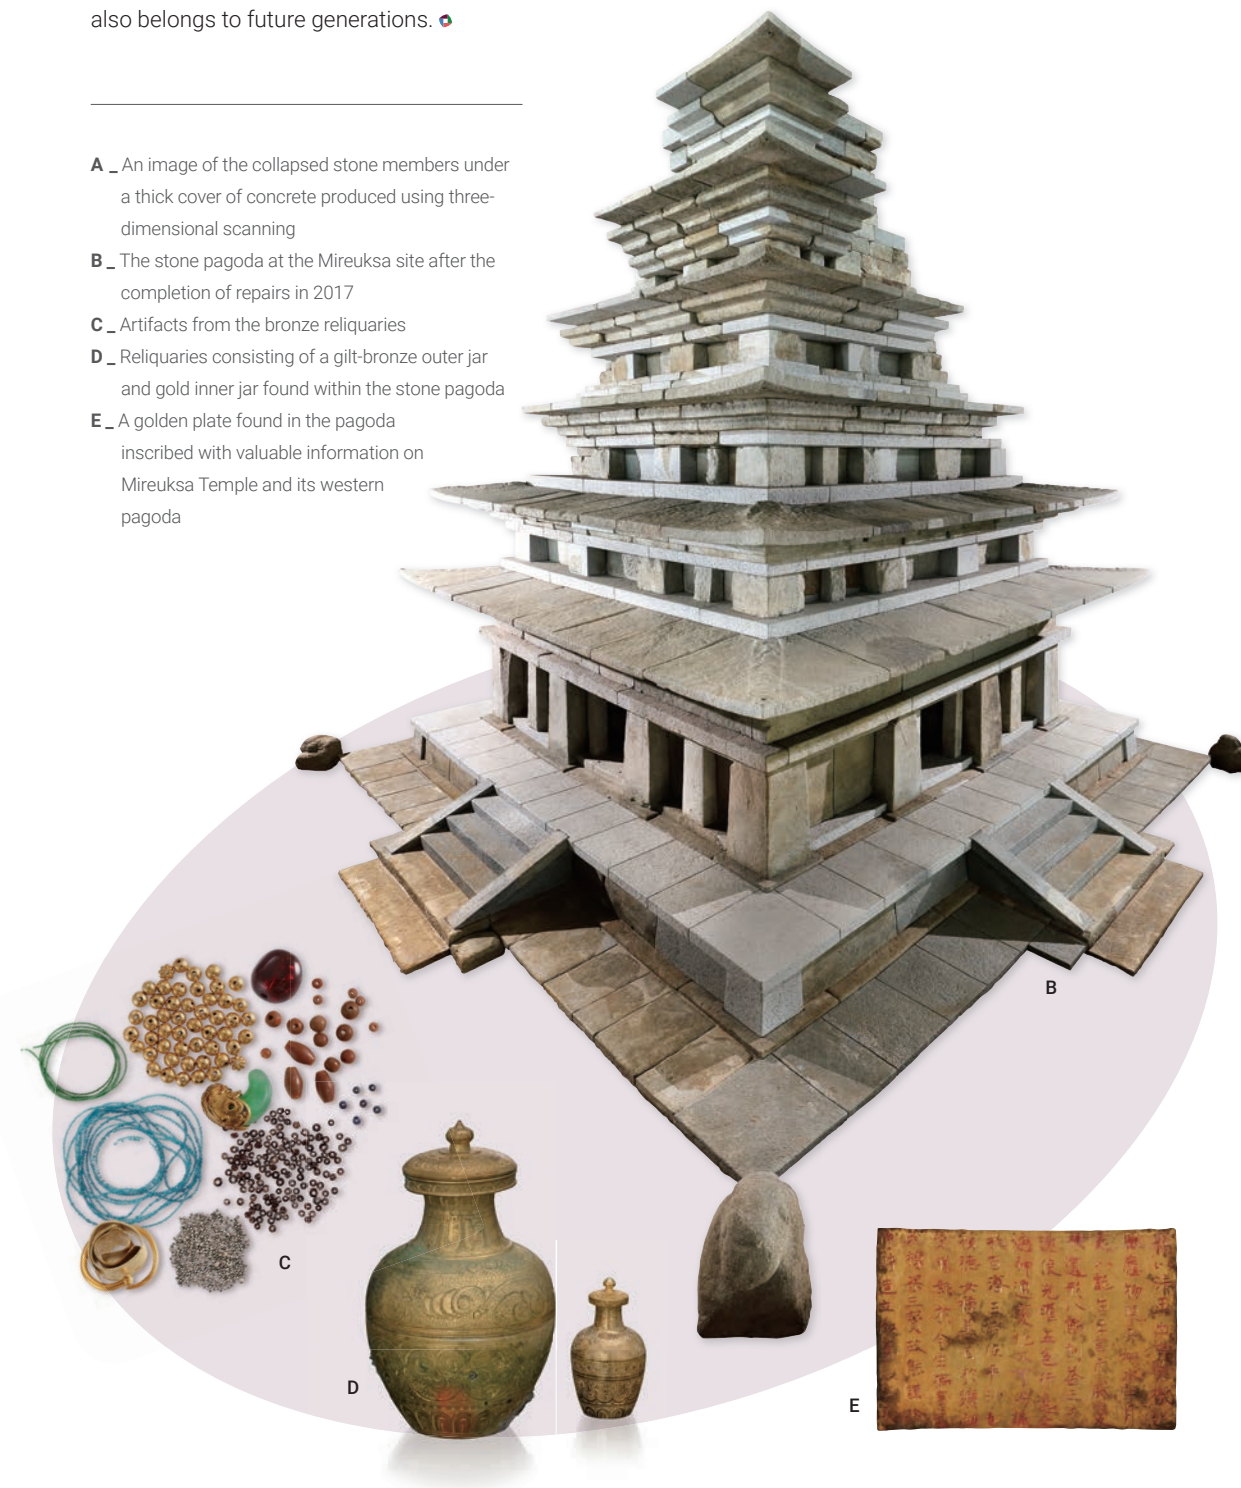 also belongs to future generations.
A _ An image of the collapsed stone members under
a thick cover of concrete produced using three-
dimensional scanning
B _ The stone pagoda at the Mireuksa site after the
completion of repairs in 2017
C _ Artifacts from the bronze reliquaries
D _ Reliquaries consisting of a gilt-bronze outer jar
and gold inner jar found within the stone pagoda
E _ A golden plate found in the pagoda
inscribed with valuable information on
Mireuksa Temple and its western
pagoda
B
C
D
E